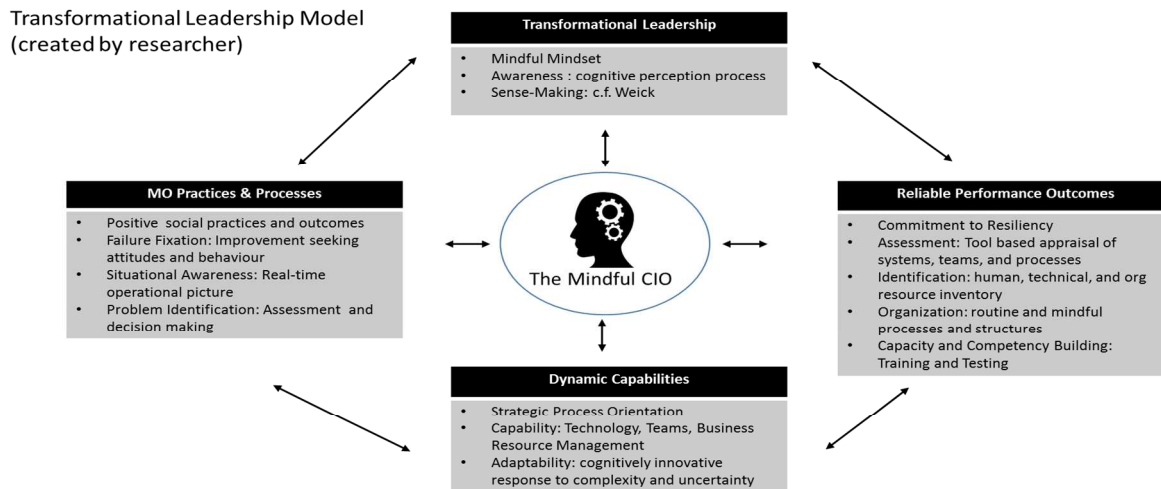 Transformational Leadership Model
(created by researcher)
Transformational Leadership
• Mindful Mindset
• Awareness : cognitive perception process
• Sense-Making: c.f. Weick
MO Practices & Processes
• Positive social practices and outcomes
• Failure Fixation: Improvement seeking
attitudes and behaviour
• Situational Awareness: Real-time
operational picture
• Problem Identification: Assessment and
decision making
The Mindful CIO
Reliable Performance Outcomes
• Commitment to Resiliency
• Assessment: Tool based appraisal of
systems, teams, and processes
• Identification: human, technical, and org
resource inventory
• Organization: routine and mindful
processes and structures
• Capacity and Competency Building:
Training and Testing
Dynamic Capabilities
• Strategic Process Orientation
• Capability: Technology, Teams, Business
Resource Management
• Adaptability: cognitively innovative
response to complexity and uncertainty